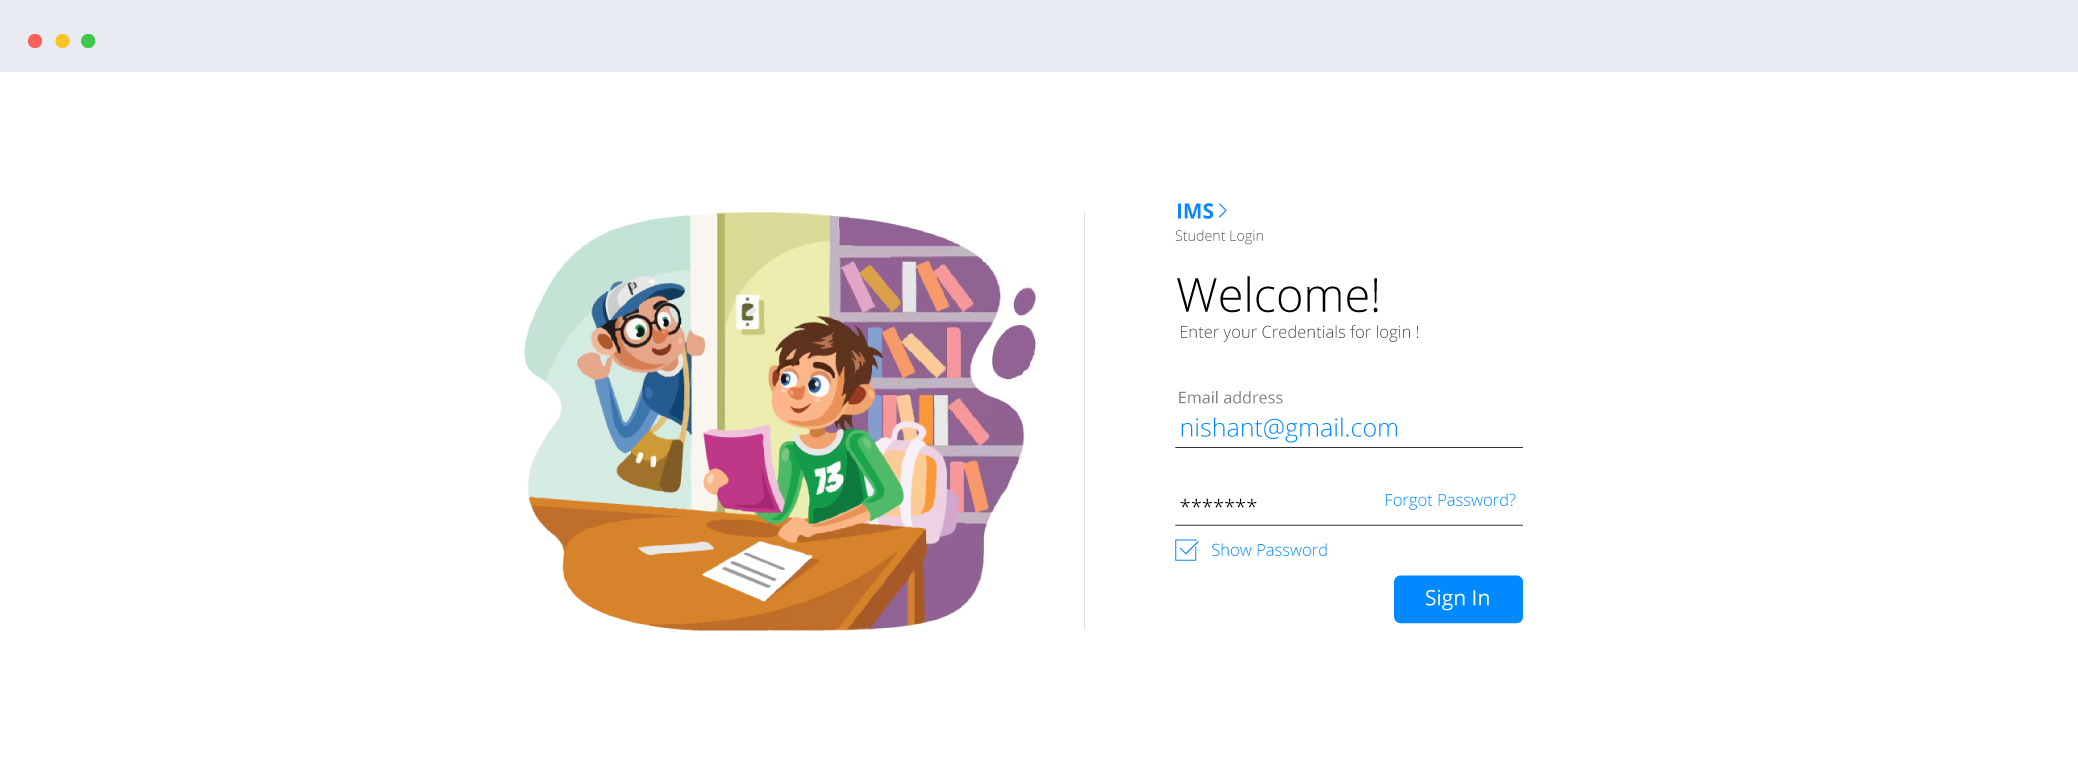 P
13
IMS
Student Login
Welcome!
Enter your Credentials for login !
Email address
nishant@gmail.com
*******
Forgot Password?
Show Password
Sign In